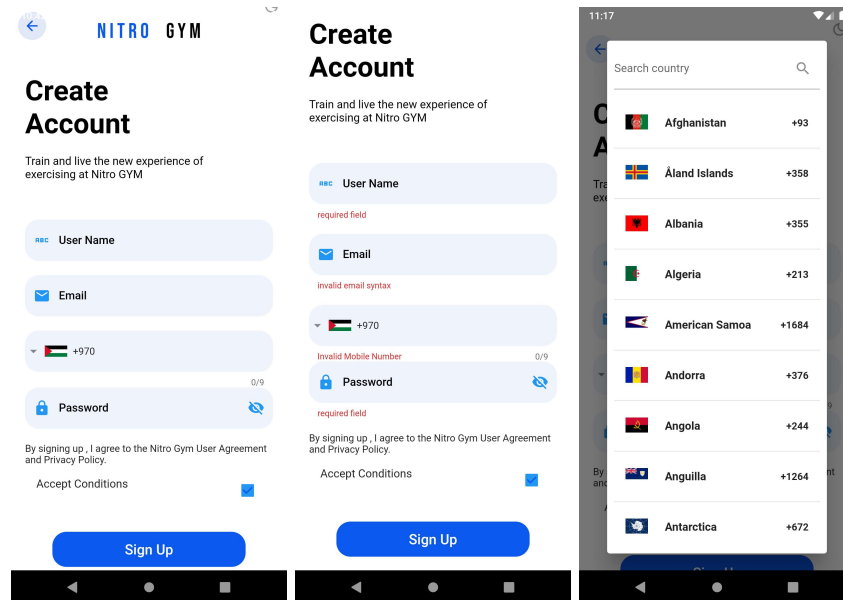 NITRO GYM
Create
Account
Train and live the new experience of
exercising at Nitro GYM
ABC User Name
Email
+970
0/9
Password
By signing up , I agree to the Nitro Gym User Agreement
and Privacy Policy.
Accept Conditions
Sign Up
Create
Account
Train and live the new experience of
exercising at Nitro GYM
ABC User Name
required field
Email
invalid email syntax
+970
Invalid Mobile Number 0/9
Password
required field
By signing up , I agree to the Nitro Gym User Agreement
and Privacy Policy.
Accept Conditions
Sign Up
11:17
Search country
Afghanistan +93
Åland Islands +358
Albania +355
Algeria +213
American Samoa +1684
Andorra +376
Angola +244
Anguilla +1264
Antarctica +672